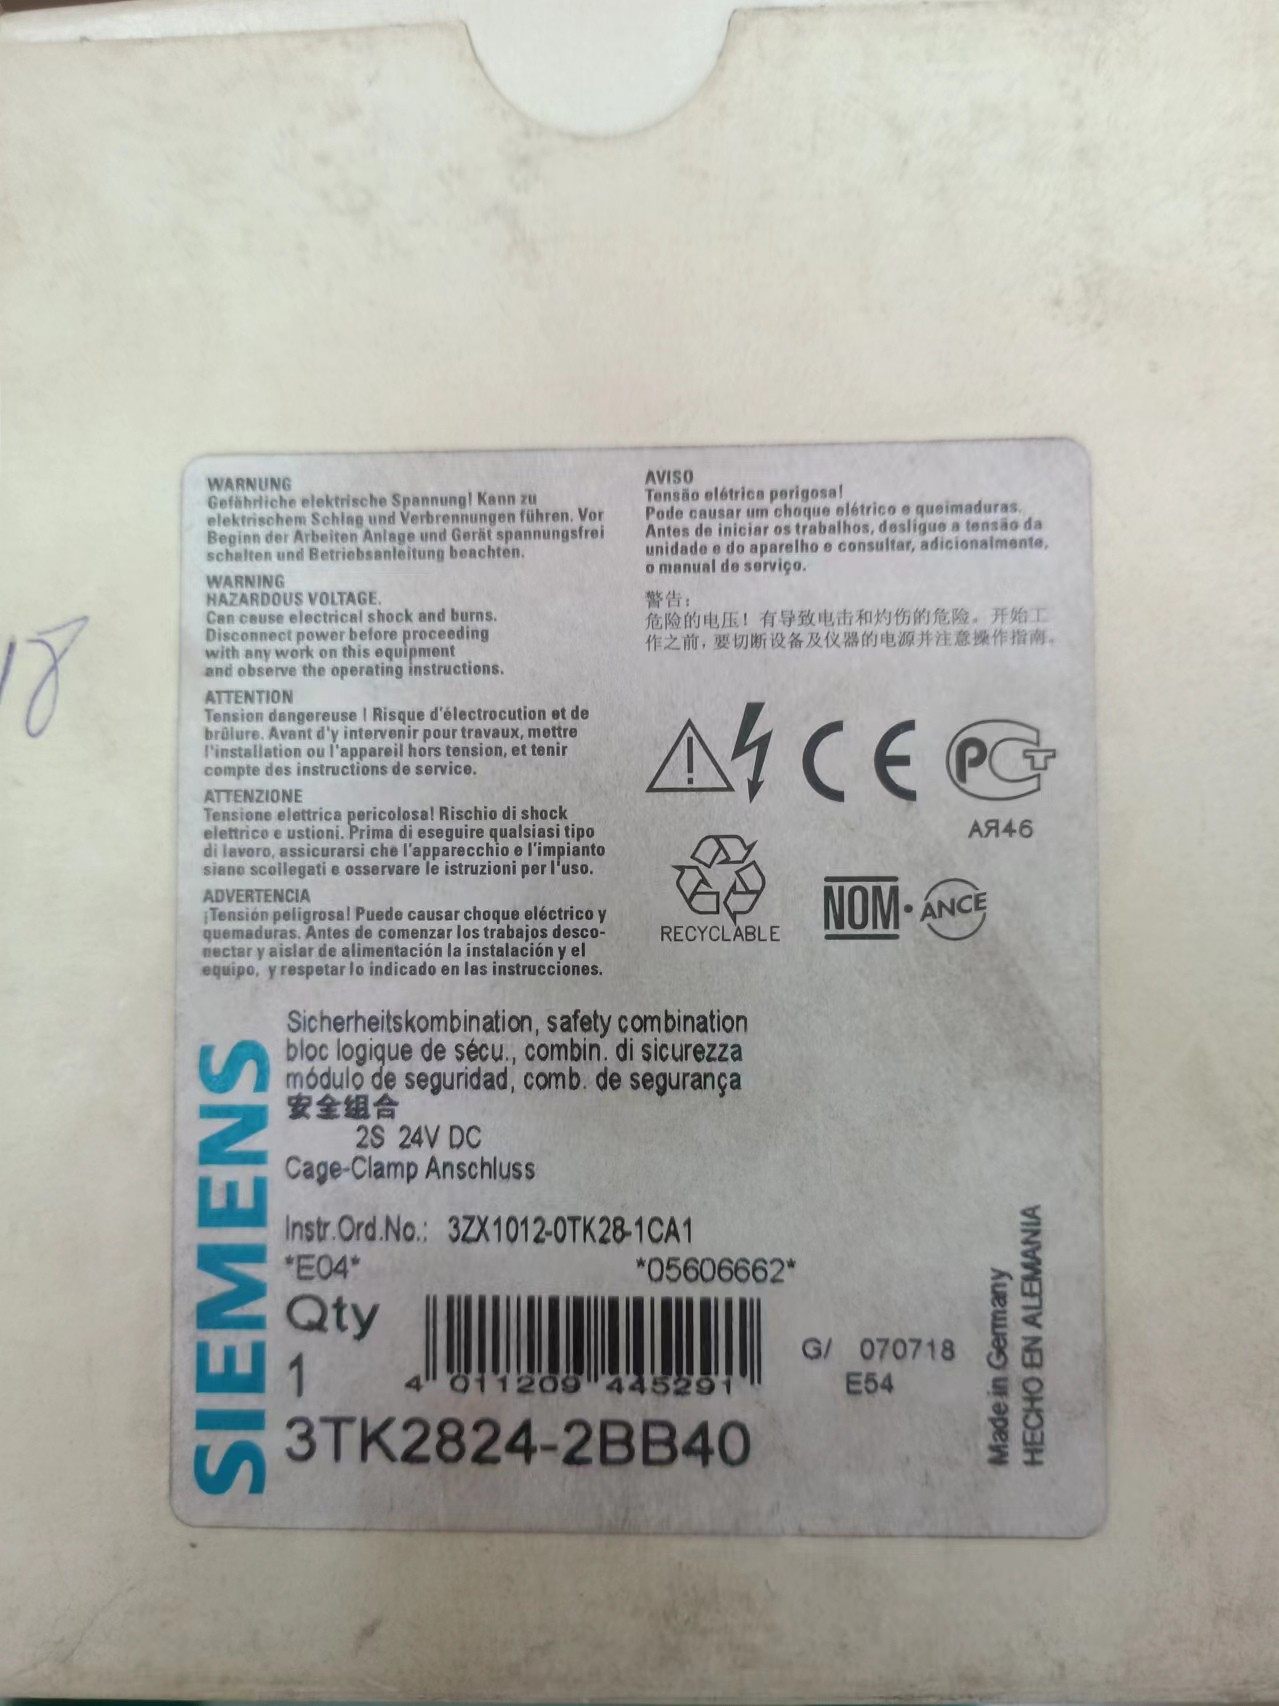 WARNUNG
Gefährliche elektrische Spannung! Kann zu
elektrischem Schlag und Verbrennungen führen. Vor
Beginn der Arbeiten Anlage und Gerät spannungsfrei
schalten und Betriebsanleitung beachten.
WARNING
HAZARDOUS VOLTAGE.
Can cause electrical shock and burns.
Disconnect power before proceeding
with any work on this equipment
and observe the operating instructions.
ATTENTION
Tension dangereuse ! Risque d'électrocution et de
brûlure. Avant d'y intervenir pour travaux, mettre
l'installation ou l'appareil hors tension, et tenir
compte des instructions de service.
ATTENZIONE
Tensione elettrica pericolosa! Rischio di shock
elettrico e ustioni. Prima di eseguire qualsiasi tipo
di lavoro, assicurarsi che l'apparecchio e l'impianto
siano scollegati e osservare le istruzioni per l'uso.
ADVERTENCIA
¡Tensión peligrosa! Puede causar choque eléctrico y
quemaduras. Antes de comenzar los trabajos desco-
nectar y aislar de alimentación la instalación y el
equipo, y respetar lo indicado en las instrucciones.
AVISO
Tensão elétrica perigosa!
Pode causar um choque elétrico e queimaduras.
Antes de iniciar os trabalhos, desligue a tensão da
unidade e do aparelho e consultar, adicionalmente,
o manual de serviço.
警告:
危险的电压! 有导致电击和灼伤的危险。开始工
作之前,要切断设备及仪器的电源并注意操作指南。
CE
PCT
АЯ46
RECYCLABLE
NOM·ANCE
18
SIEMENS
Sicherheitskombination, safety combination
bloc logique de sécu., combin. di sicurezza
módulo de seguridad, comb. de segurança
安全组合
2S 24V DC
Cage-Clamp Anschluss
Instr.Ord.No.: 3ZX1012-0TK28-1CA1
*E04* *05606662*
Qty
1
4 011209 445291
G/ 070718
E54
3TK2824-2BB40
Made in Germany
HECHO EN ALEMANIA